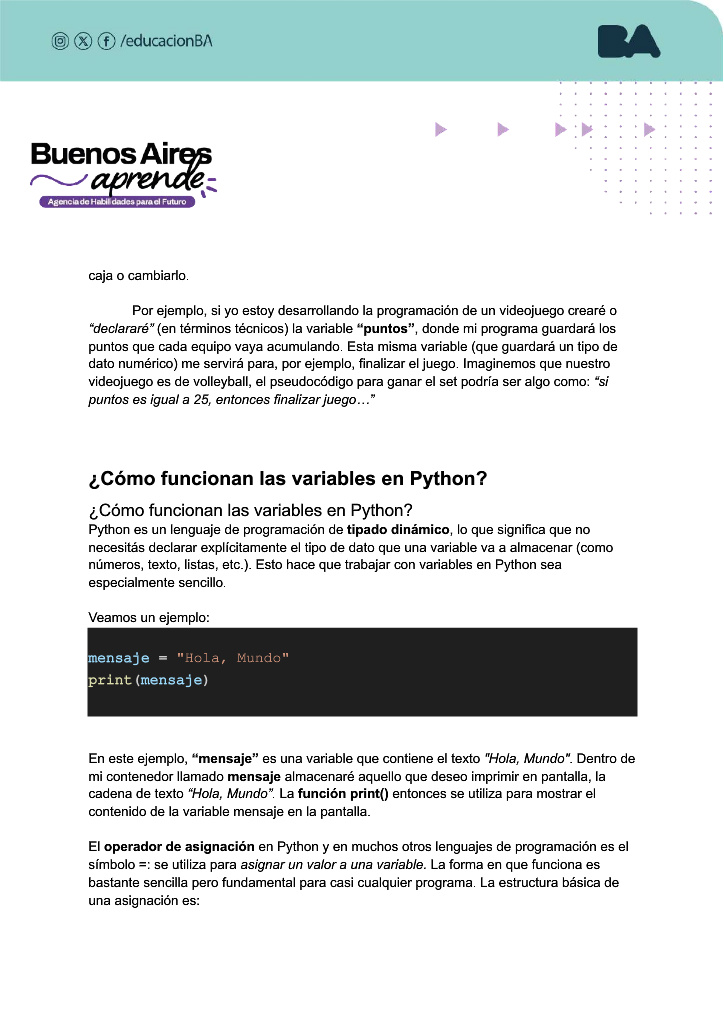 /educacionBA
BA
Buenos Aires
aprende
Agencia de Habilidades para el Futuro
caja o cambiarlo.
Por ejemplo, si yo estoy desarrollando la programación de un videojuego crearé o
“declararé” (en términos técnicos) la variable “puntos”, donde mi programa guardará los
puntos que cada equipo vaya acumulando. Esta misma variable (que guardará un tipo de
dato numérico) me servirá para, por ejemplo, finalizar el juego. Imaginemos que nuestro
videojuego es de volleyball, el pseudocódigo para ganar el set podría ser algo como: “si
puntos es igual a 25, entonces finalizar juego…”
¿Cómo funcionan las variables en Python?
¿Cómo funcionan las variables en Python?
Python es un lenguaje de programación de tipado dinámico, lo que significa que no
necesitás declarar explícitamente el tipo de dato que una variable va a almacenar (como
números, texto, listas, etc.). Esto hace que trabajar con variables en Python sea
especialmente sencillo.
Veamos un ejemplo:
mensaje = "Hola, Mundo"
print(mensaje)
En este ejemplo, “mensaje” es una variable que contiene el texto "Hola, Mundo". Dentro de
mi contenedor llamado mensaje almacenaré aquello que deseo imprimir en pantalla, la
cadena de texto “Hola, Mundo”. La función print() entonces se utiliza para mostrar el
contenido de la variable mensaje en la pantalla.
El operador de asignación en Python y en muchos otros lenguajes de programación es el
símbolo =: se utiliza para asignar un valor a una variable. La forma en que funciona es
bastante sencilla pero fundamental para casi cualquier programa. La estructura básica de
una asignación es: